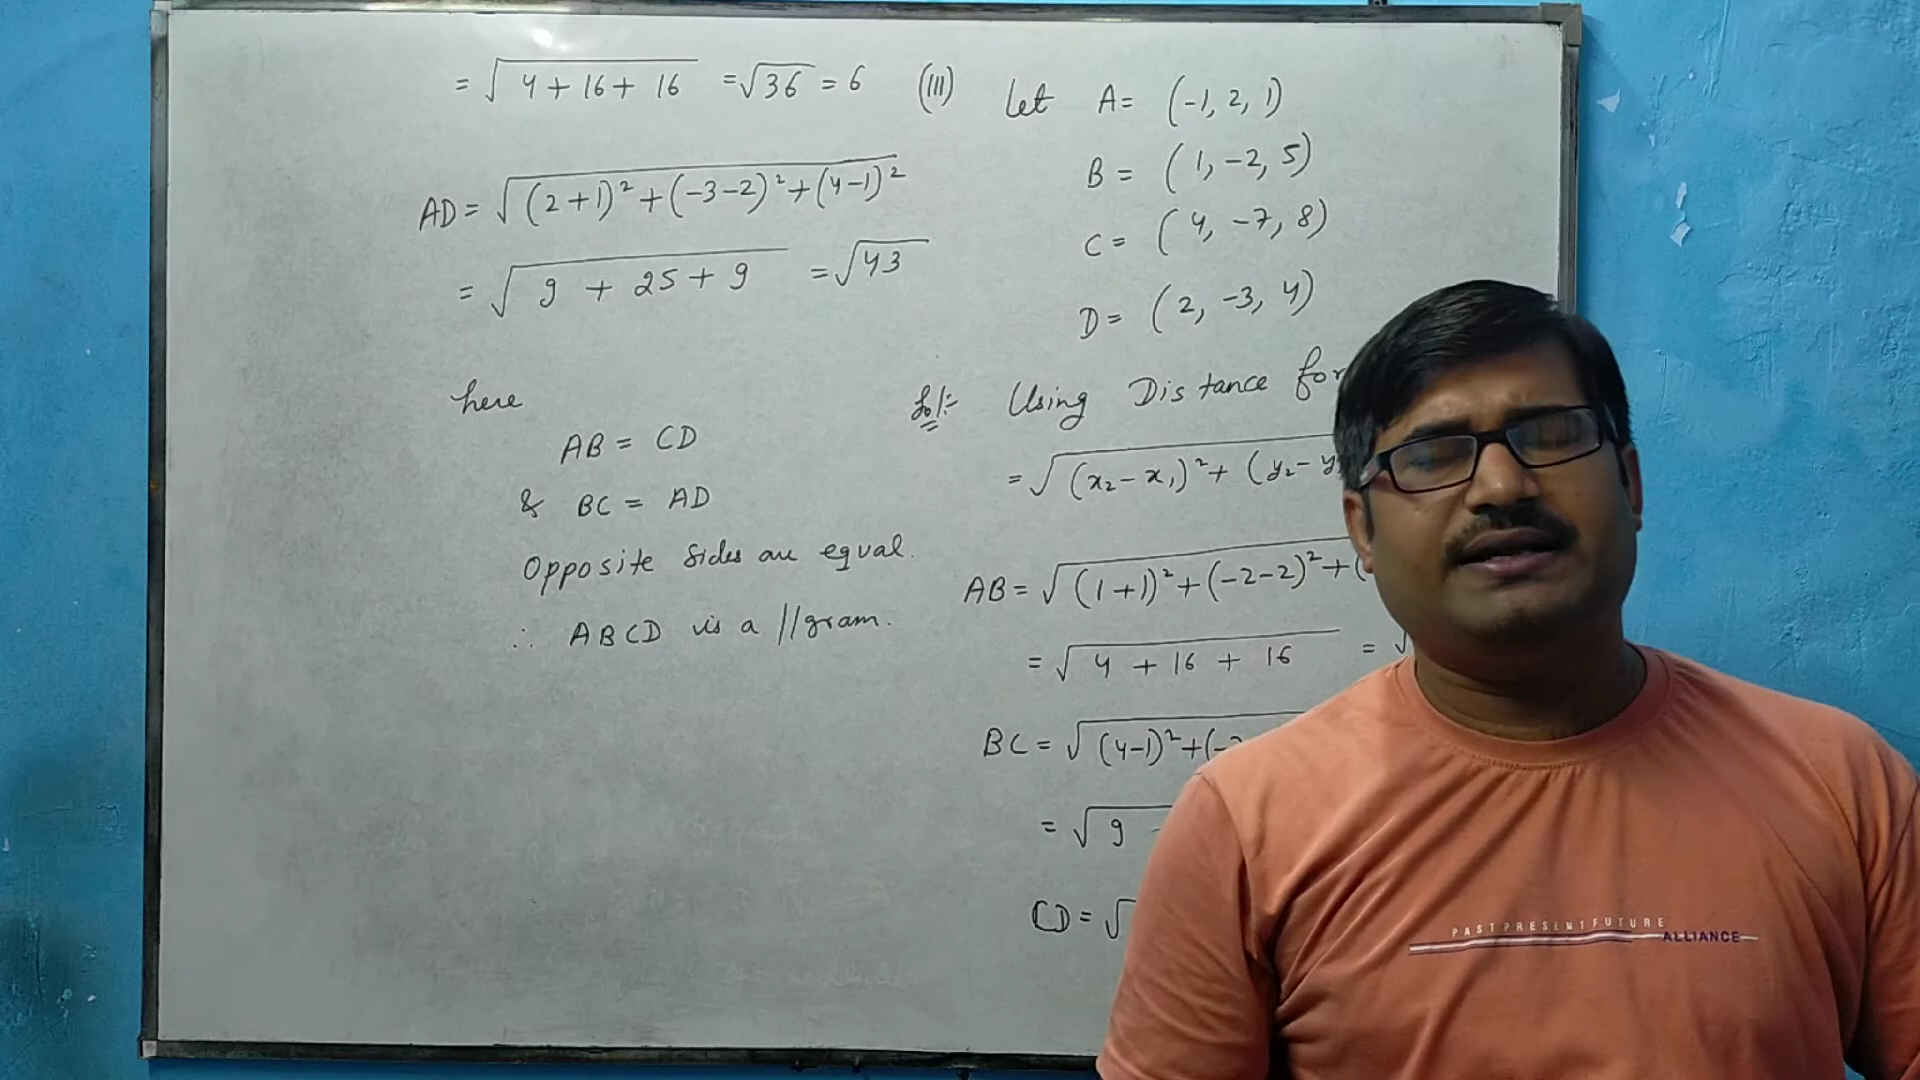 = √4 + 16 + 16 = √36 = 6
AD = √(2+1)² + (-3-2)² + (4-1)²
= √9 + 25 + 9 = √43
here
AB = CD
& BC = AD
Opposite sides are equal.
∴ ABCD is a //gram.
(III) Let A = (-1, 2, 1)
B = (1, -2, 5)
C = (4, -7, 8)
D = (2, -3, 4)
Sol:- Using Distance for
= √(x₂ - x₁)² + (y₂ - y
AB = √(1+1)² + (-2-2)² + (
= √4 + 16 + 16 = √
BC = √(4-1)² + (-
= √9
CD = √
PAST PRESENT FUTURE
ALLIANCE